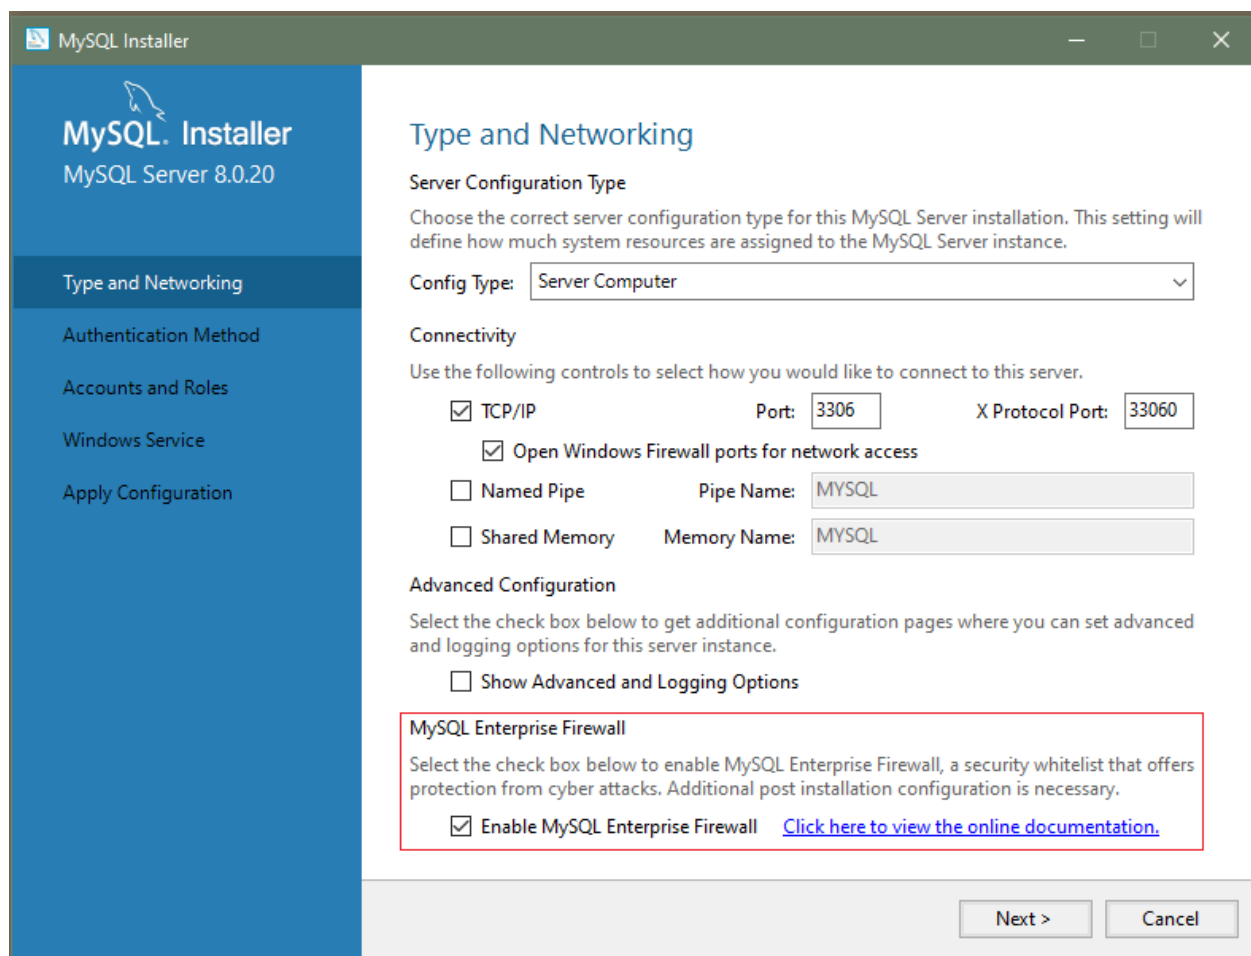 MySQL Installer
MySQL. Installer
MySQL Server 8.0.20
Type and Networking
Authentication Method
Accounts and Roles
Windows Service
Apply Configuration
Type and Networking
Server Configuration Type
Choose the correct server configuration type for this MySQL Server installation. This setting will
define how much system resources are assigned to the MySQL Server instance.
Config Type: Server Computer
Connectivity
Use the following controls to select how you would like to connect to this server.
TCP/IP Port: 3306 X Protocol Port: 33060
Open Windows Firewall ports for network access
Named Pipe Pipe Name: MYSQL
Shared Memory Memory Name: MYSQL
Advanced Configuration
Select the check box below to get additional configuration pages where you can set advanced
and logging options for this server instance.
Show Advanced and Logging Options
MySQL Enterprise Firewall
Select the check box below to enable MySQL Enterprise Firewall, a security whitelist that offers
protection from cyber attacks. Additional post installation configuration is necessary.
Enable MySQL Enterprise Firewall Click here to view the online documentation.
Next > Cancel